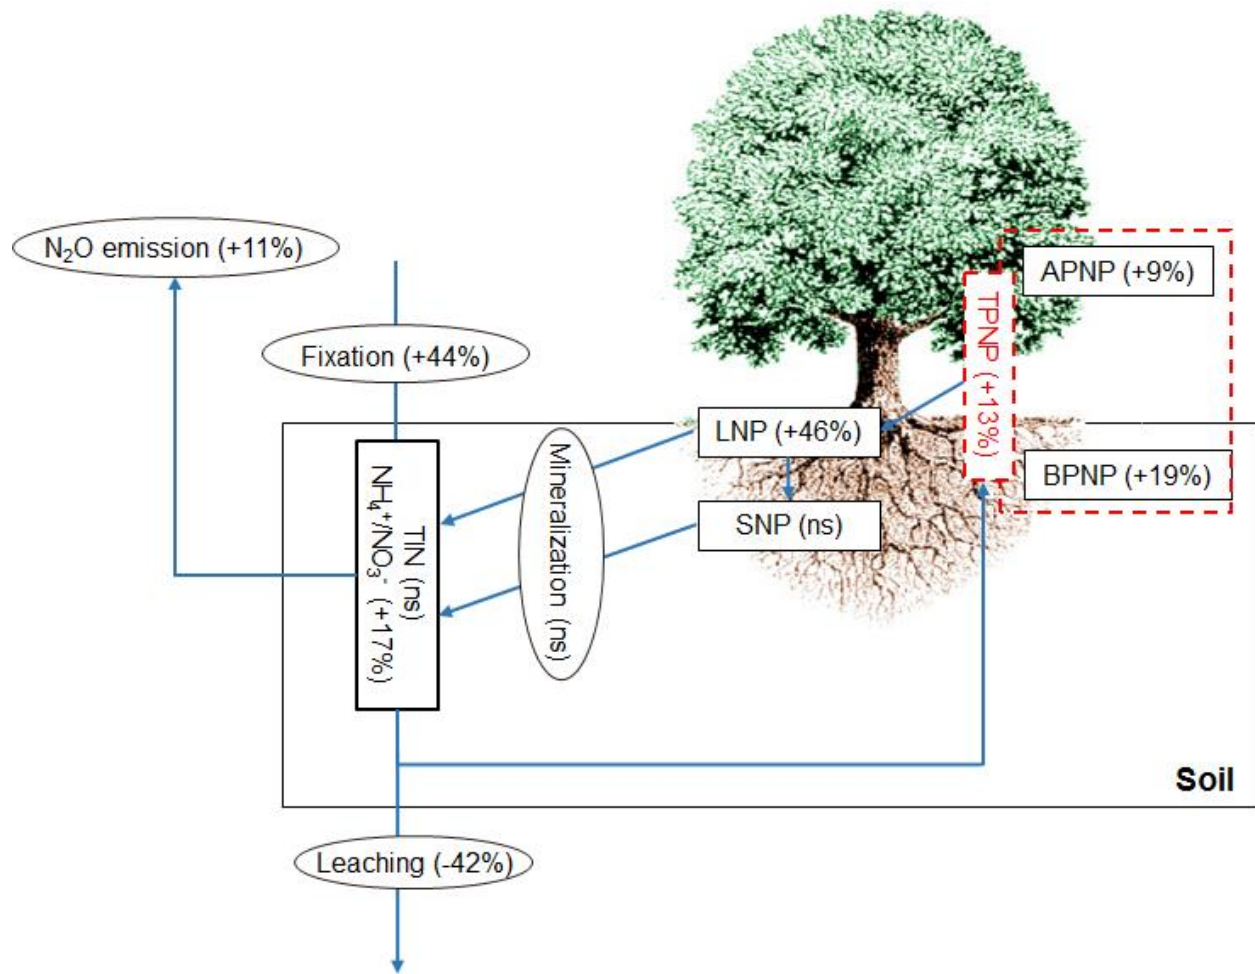 N₂O emission (+11%)
Fixation (+44%)
APNP (+9%)
TPNP (+13%)
BPNP (+19%)
LNP (+46%)
SNP (ns)
Mineralization (ns)
TIN (ns)
NH₄⁺/NO₃⁻ (+17%)
Soil
Leaching (-42%)